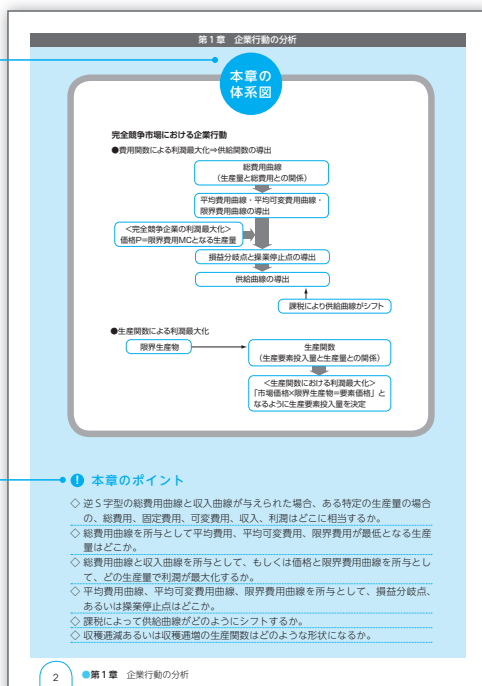 第1章 企業行動の分析
本章の
体系図
完全競争市場における企業行動
●費用関数による利潤最大化⇒供給関数の導出
総費用曲線
（生産量と総費用との関係）
平均費用曲線・平均可変費用曲線・
限界費用曲線の導出
＜完全競争企業の利潤最大化＞
価格P=限界費用MCとなる生産量
損益分岐点と操業停止点の導出
供給曲線の導出
課税により供給曲線がシフト
●生産関数による利潤最大化
限界生産物
生産関数
（生産要素投入量と生産量との関係）
＜生産関数における利潤最大化＞
「市場価格×限界生産物=要素価格」と
なるように生産要素投入量を決定
! 本章のポイント
◇ 逆S字型の総費用曲線と収入曲線が与えられた場合、ある特定の生産量の場合
の、総費用、固定費用、可変費用、収入、利潤はどこに相当するか。
◇ 総費用曲線を所与として平均費用、平均可変費用、限界費用が最低となる生産
量はどこか。
◇ 総費用曲線と収入曲線を所与として、もしくは価格と限界費用曲線を所与とし
て、どの生産量で利潤が最大化するか。
◇ 平均費用曲線、平均可変費用曲線、限界費用曲線を所与として、損益分岐点、
あるいは操業停止点はどこか。
◇ 課税によって供給曲線がどのようにシフトするか。
◇ 収穫逓減あるいは収穫逓増の生産関数はどのような形状になるか。
2 ●第1章 企業行動の分析